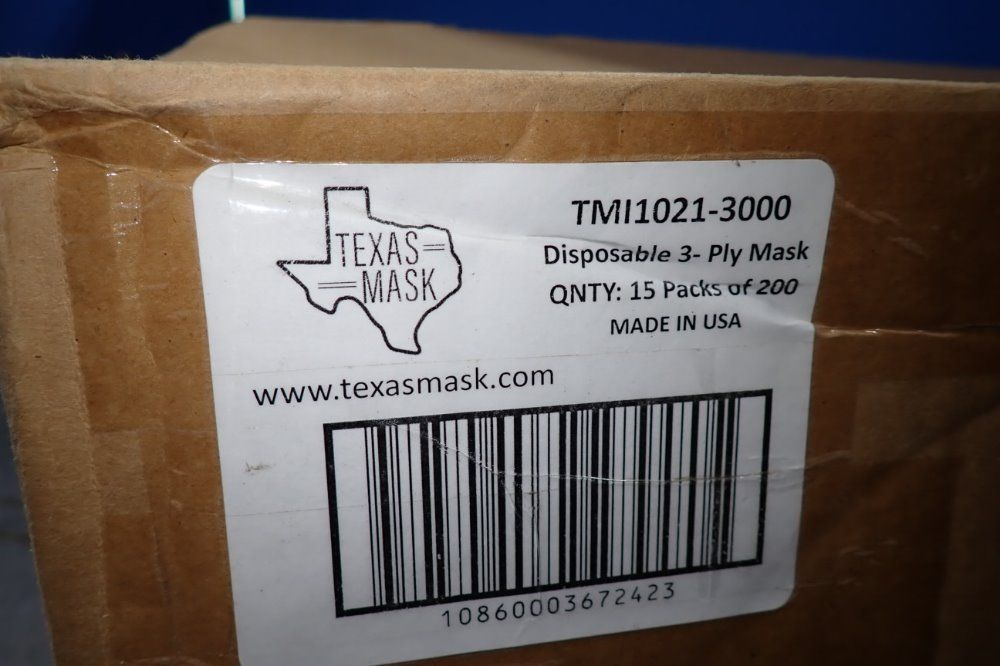 TEXAS
MASK
TMI1021-3000
Disposable 3- Ply Mask
QNTY: 15 Packs of 200
MADE IN USA
www.texasmask.com
10860003672423